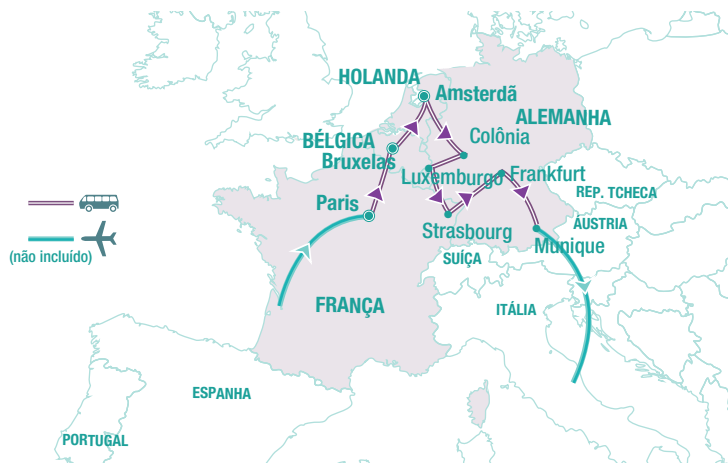 HOLANDA
Amsterdã
ALEMANHA
Colônia
BÉLGICA
Bruxelas
Luxemburgo
Frankfurt
REP. TCHECA
Paris
Strasbourg
ÁUSTRIA
Munique
SUÍÇA
(não incluído)
FRANÇA
ITÁLIA
ESPANHA
PORTUGAL